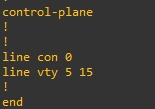 control-plane
!
!
line con 0
line vty 5 15
!
end